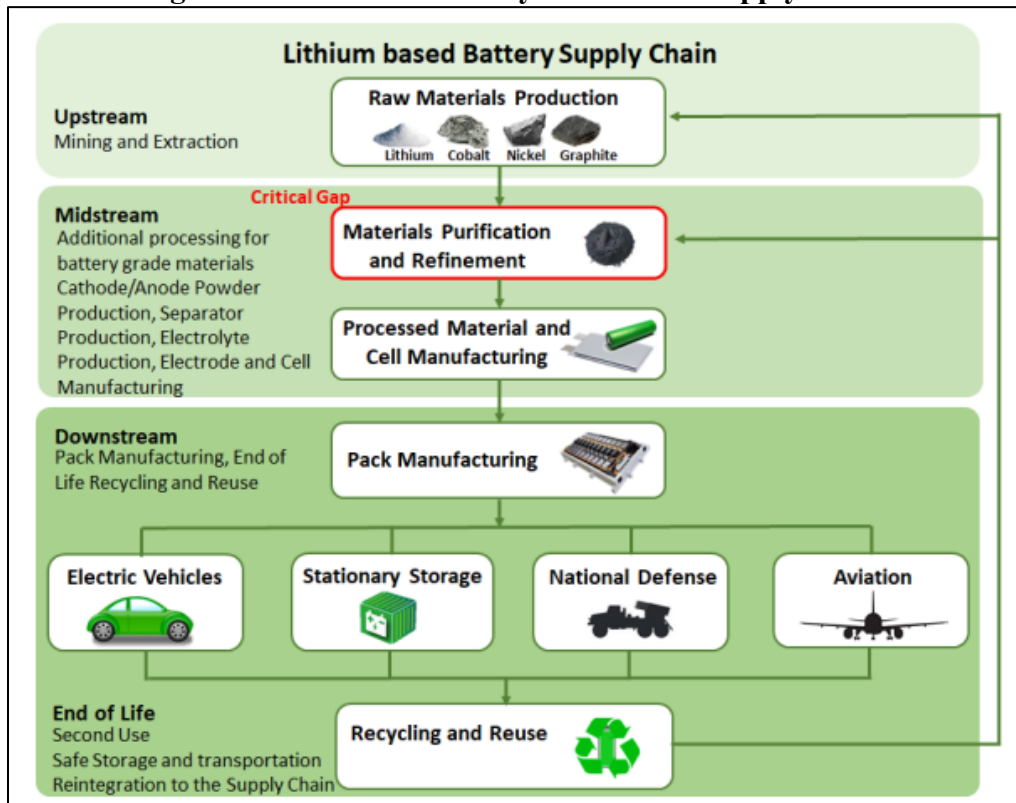 Lithium based Battery Supply Chain
Raw Materials Production
Lithium Cobalt Nickel Graphite
Upstream
Mining and Extraction
Critical Gap
Midstream
Additional processing for
battery grade materials
Cathode/Anode Powder
Production, Separator
Production, Electrolyte
Production, Electrode and Cell
Manufacturing
Materials Purification
and Refinement
Processed Material and
Cell Manufacturing
Downstream
Pack Manufacturing, End of
Life Recycling and Reuse
Pack Manufacturing
Electric Vehicles
Stationary Storage
National Defense
Aviation
End of Life
Second Use
Safe Storage and transportation
Reintegration to the Supply Chain
Recycling and Reuse